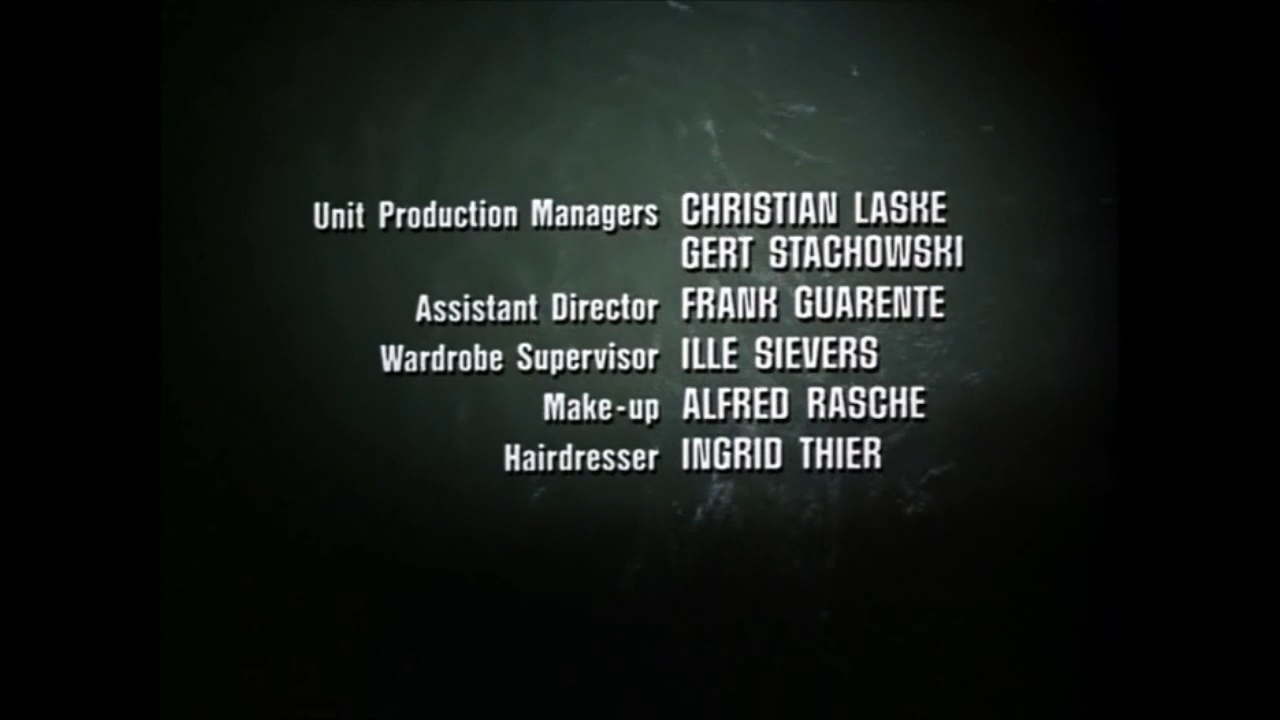 Unit Production Managers CHRISTIAN LASKE
GERT STACHOWSKI
Assistant Director FRANK GUARENTE
Wardrobe Supervisor ILLE SIEVERS
Make-up ALFRED RASCHE
Hairdresser INGRID THIER